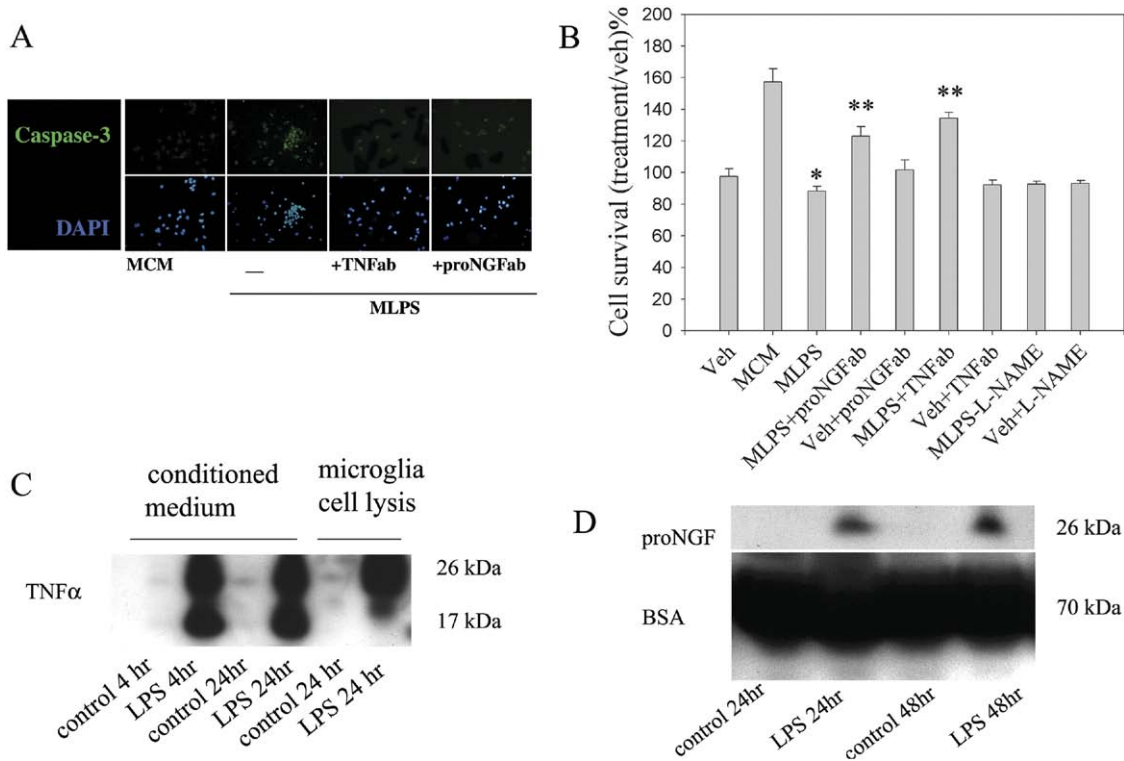 A
Caspase-3
DAPI
MCM
—
+TNFab
+proNGFab
MLPS
B
Cell survival (treatment/veh)%
200
180
160
140
120
100
80
60
40
20
0
*
**
**
Veh
MCM
MLPS
MLPS+proNGFab
Veh+proNGFab
MLPS+TNFab
Veh+TNFab
MLPS-L-NAME
Veh+L-NAME
C
conditioned
medium
microglia
cell lysis
TNFα
26 kDa
17 kDa
control 4 hr
LPS 4hr
control 24hr
LPS 24hr
control 24 hr
LPS 24 hr
D
proNGF
26 kDa
BSA
70 kDa
control 24hr
LPS 24hr
control 48hr
LPS 48hr